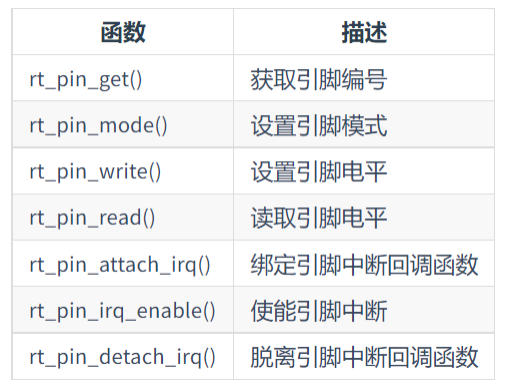 函数 描述
rt_pin_get() 获取引脚编号
rt_pin_mode() 设置引脚模式
rt_pin_write() 设置引脚电平
rt_pin_read() 读取引脚电平
rt_pin_attach_irq() 绑定引脚中断回调函数
rt_pin_irq_enable() 使能引脚中断
rt_pin_detach_irq() 脱离引脚中断回调函数